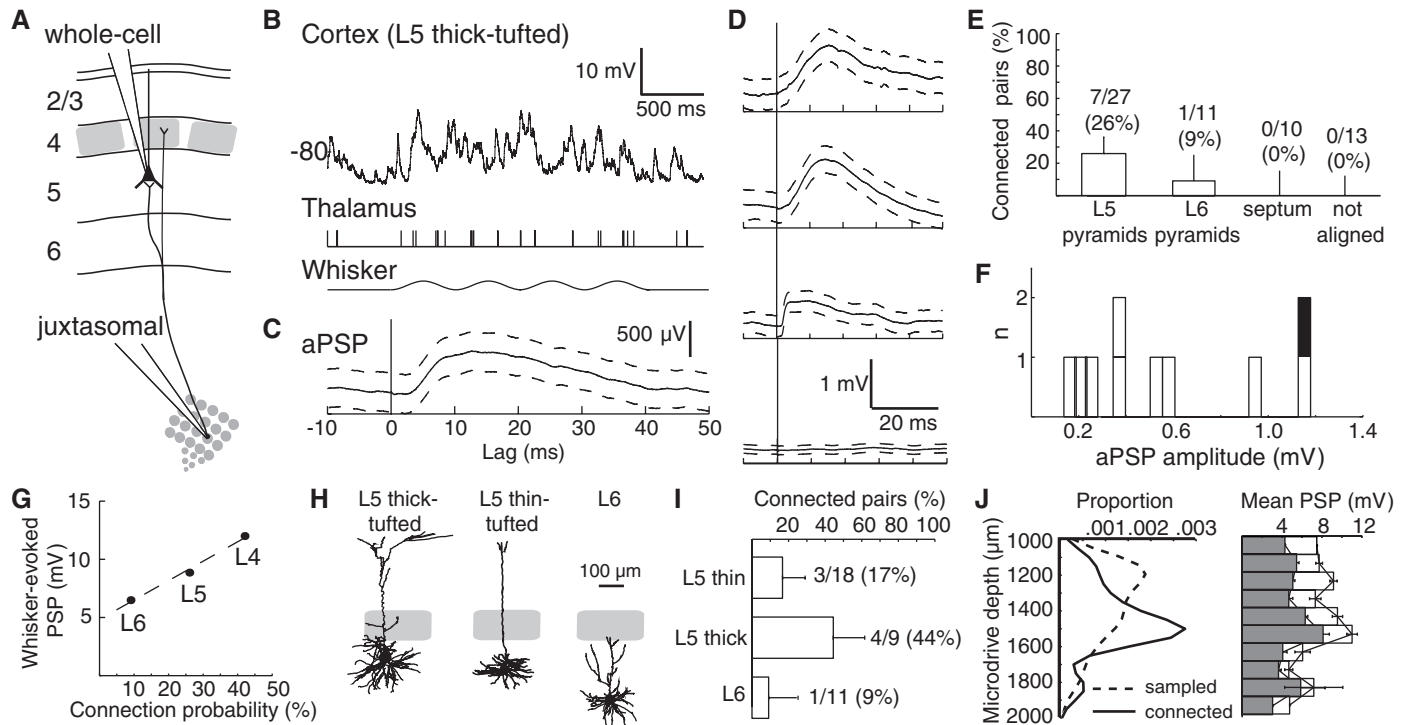 A
whole-cell
2/3
4
5
6
juxtasomal
B
Cortex (L5 thick-tufted)
10 mV
500 ms
-80
Thalamus
Whisker
C
aPSP
500 µV
-10 0 10 20 30 40 50
Lag (ms)
D
1 mV
20 ms
E
Connected pairs (%)
100
80
60
40
20
7/27
(26%)
1/11
(9%)
0/10
(0%)
0/13
(0%)
L5
pyramids
L6
pyramids
septum
not
aligned
F
n
2
1
0.2 0.6 1.0 1.4
aPSP amplitude (mV)
G
Whisker-evoked
PSP (mV)
15
10
5
L6
L5
L4
10 20 30 40 50
Connection probability (%)
H
L5 thick-
tufted
L5 thin-
tufted
L6
100 µm
I
Connected pairs (%)
20 40 60 80 100
L5 thin
3/18 (17%)
L5 thick
4/9 (44%)
L6
1/11 (9%)
J
Proportion
.001 .002 .003
Microdrive depth (µm)
1000
1200
1400
1600
1800
2000
sampled
connected
Mean PSP (mV)
4 8 12